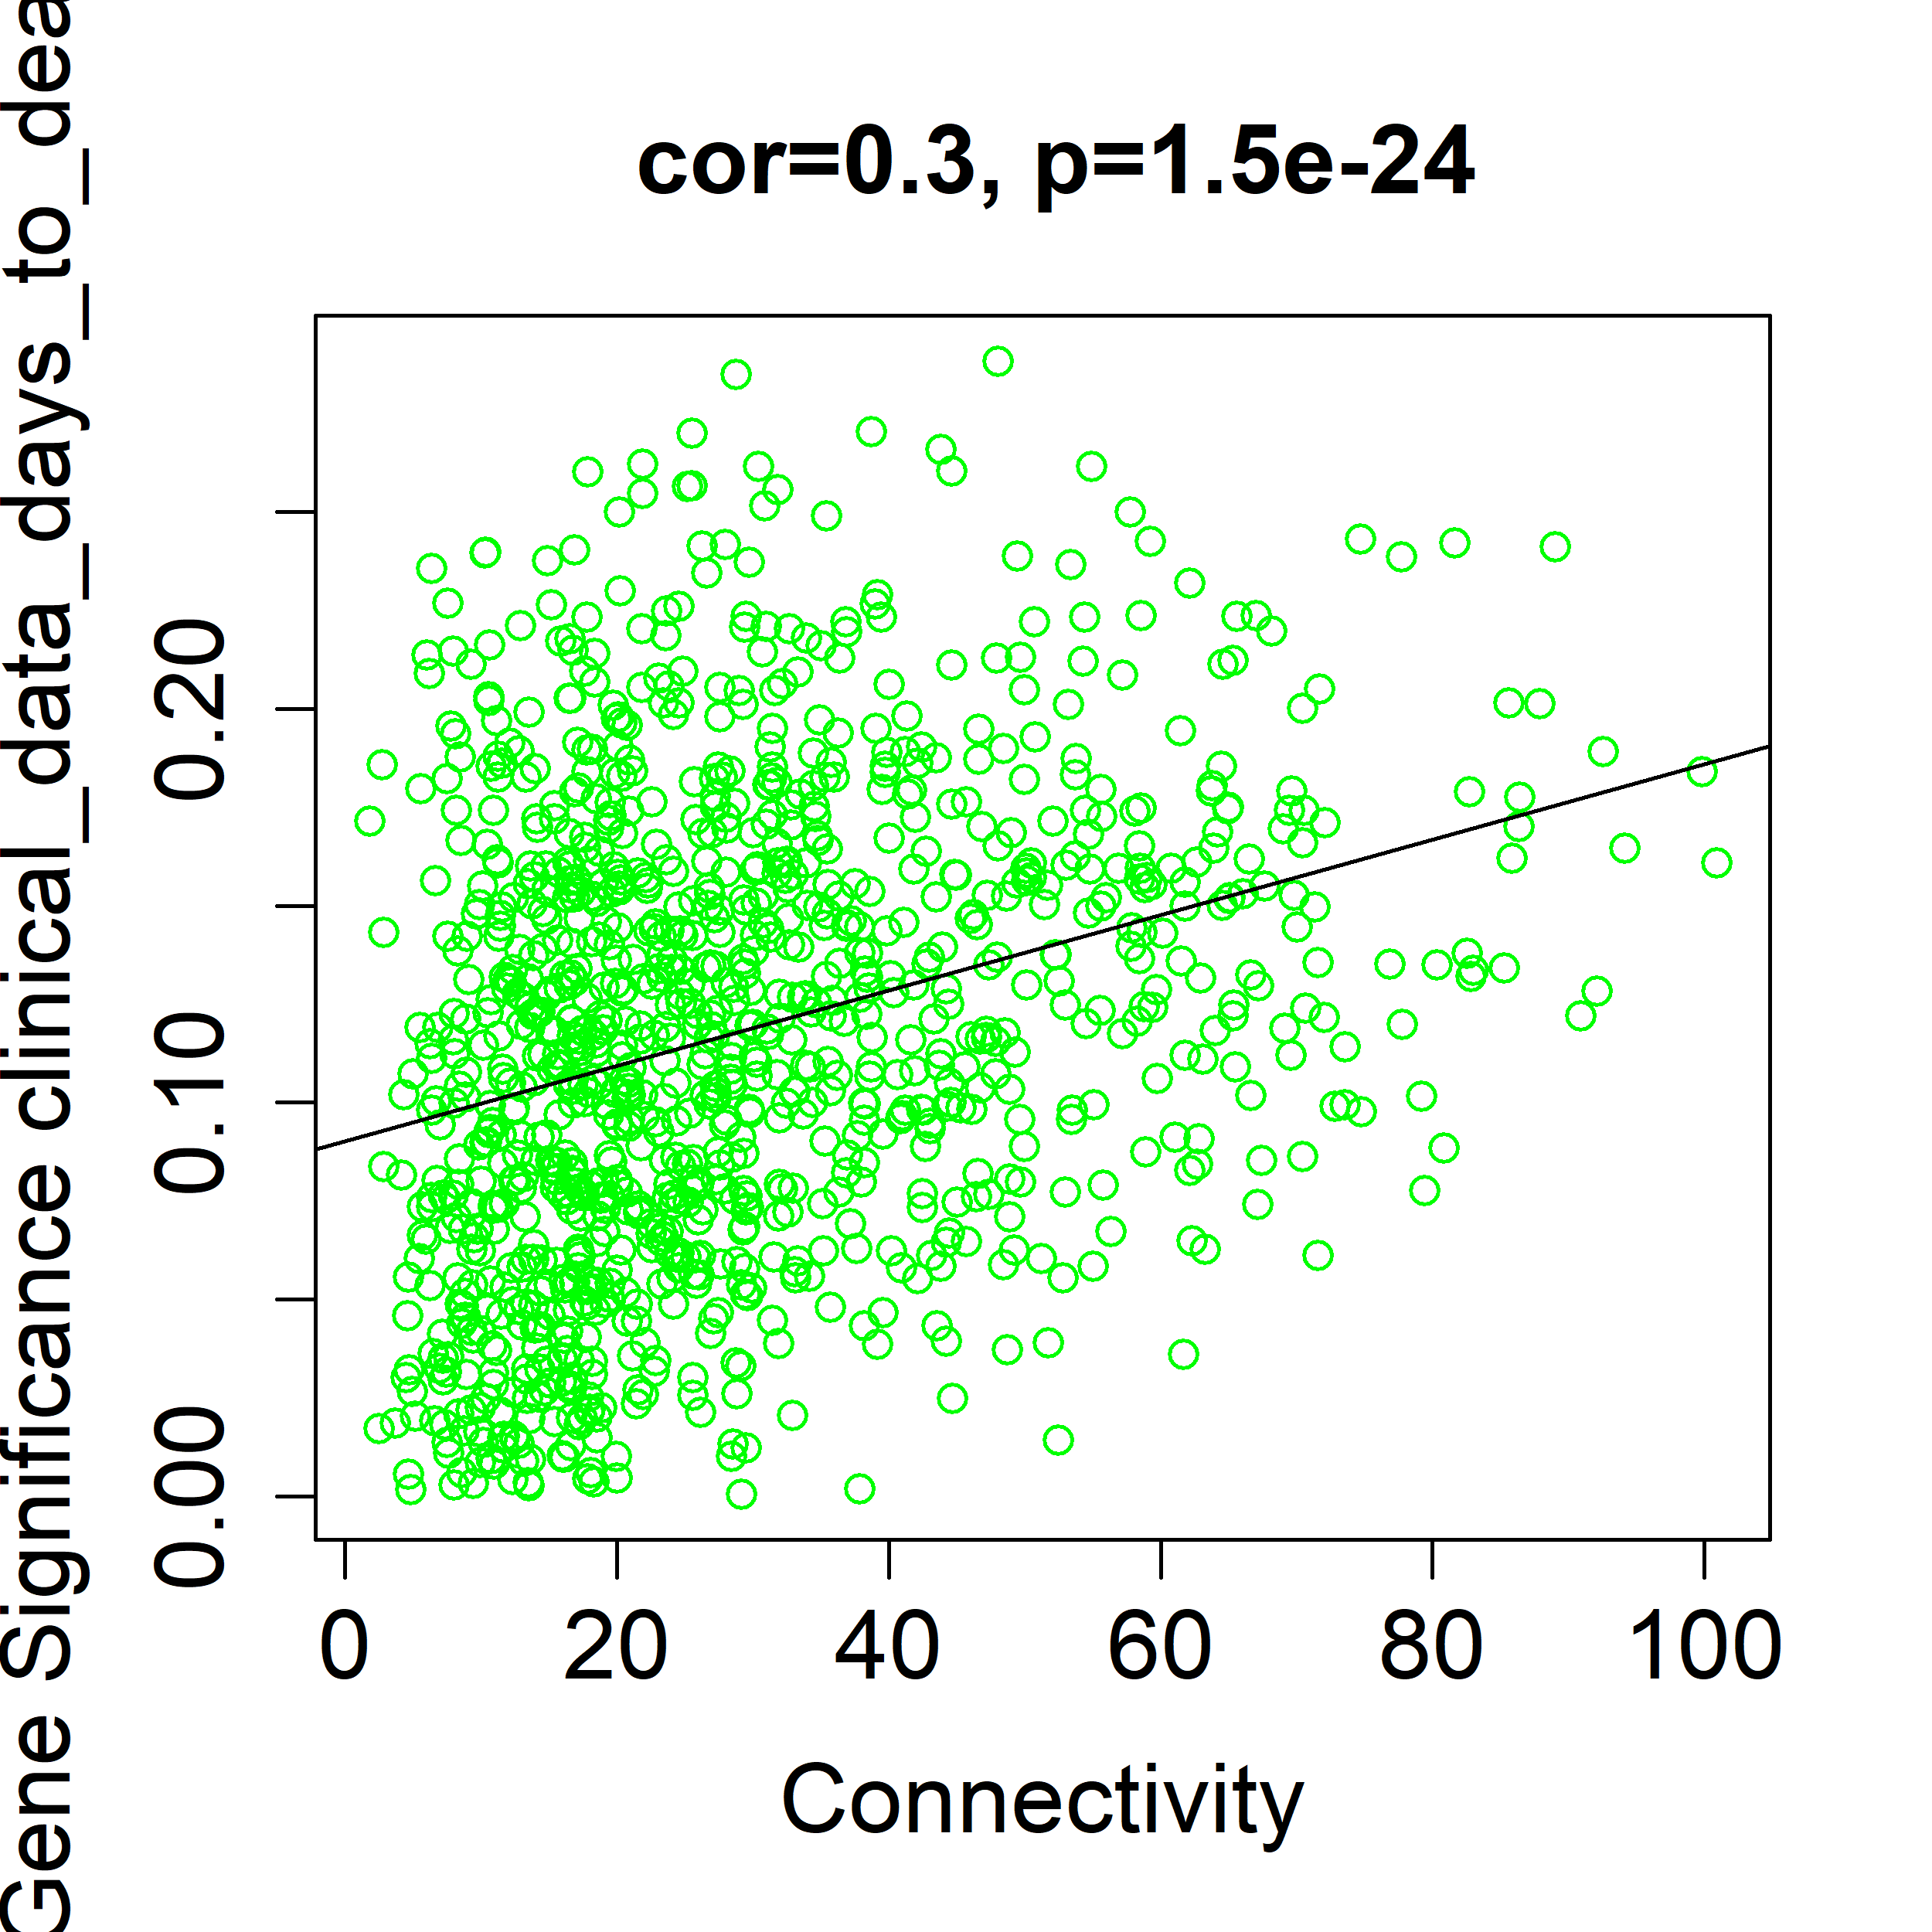 cor=0.3, p=1.5e-24
Gene Significance clinical_data_days_to_dea
0.20
0.10
0.00
0 20 40 60 80 100
Connectivity